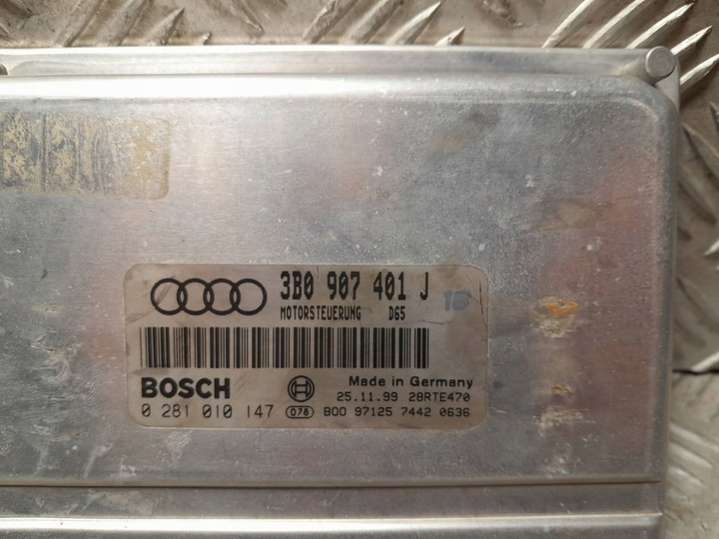 3B0 907 401 J
MOTORSTEUERUNG D65
BOSCH
Made in Germany
25.11.99 28RTE470
0 281 010 147 078 BOO 97125 7442 0636